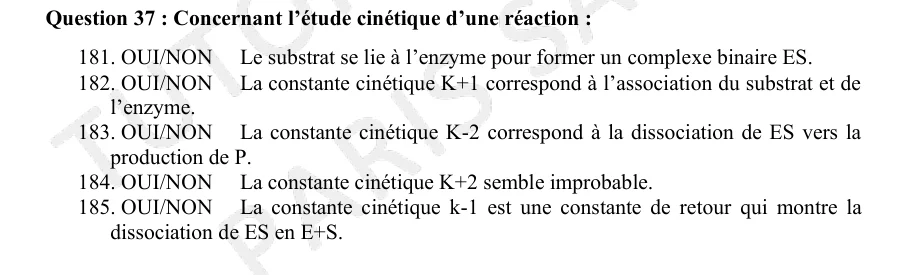 Question 37 : Concernant l’étude cinétique d’une réaction :
181. OUI/NON Le substrat se lie à l’enzyme pour former un complexe binaire ES.
182. OUI/NON La constante cinétique K+1 correspond à l’association du substrat et de
l’enzyme.
183. OUI/NON La constante cinétique K-2 correspond à la dissociation de ES vers la
production de P.
184. OUI/NON La constante cinétique K+2 semble improbable.
185. OUI/NON La constante cinétique k-1 est une constante de retour qui montre la
dissociation de ES en E+S.